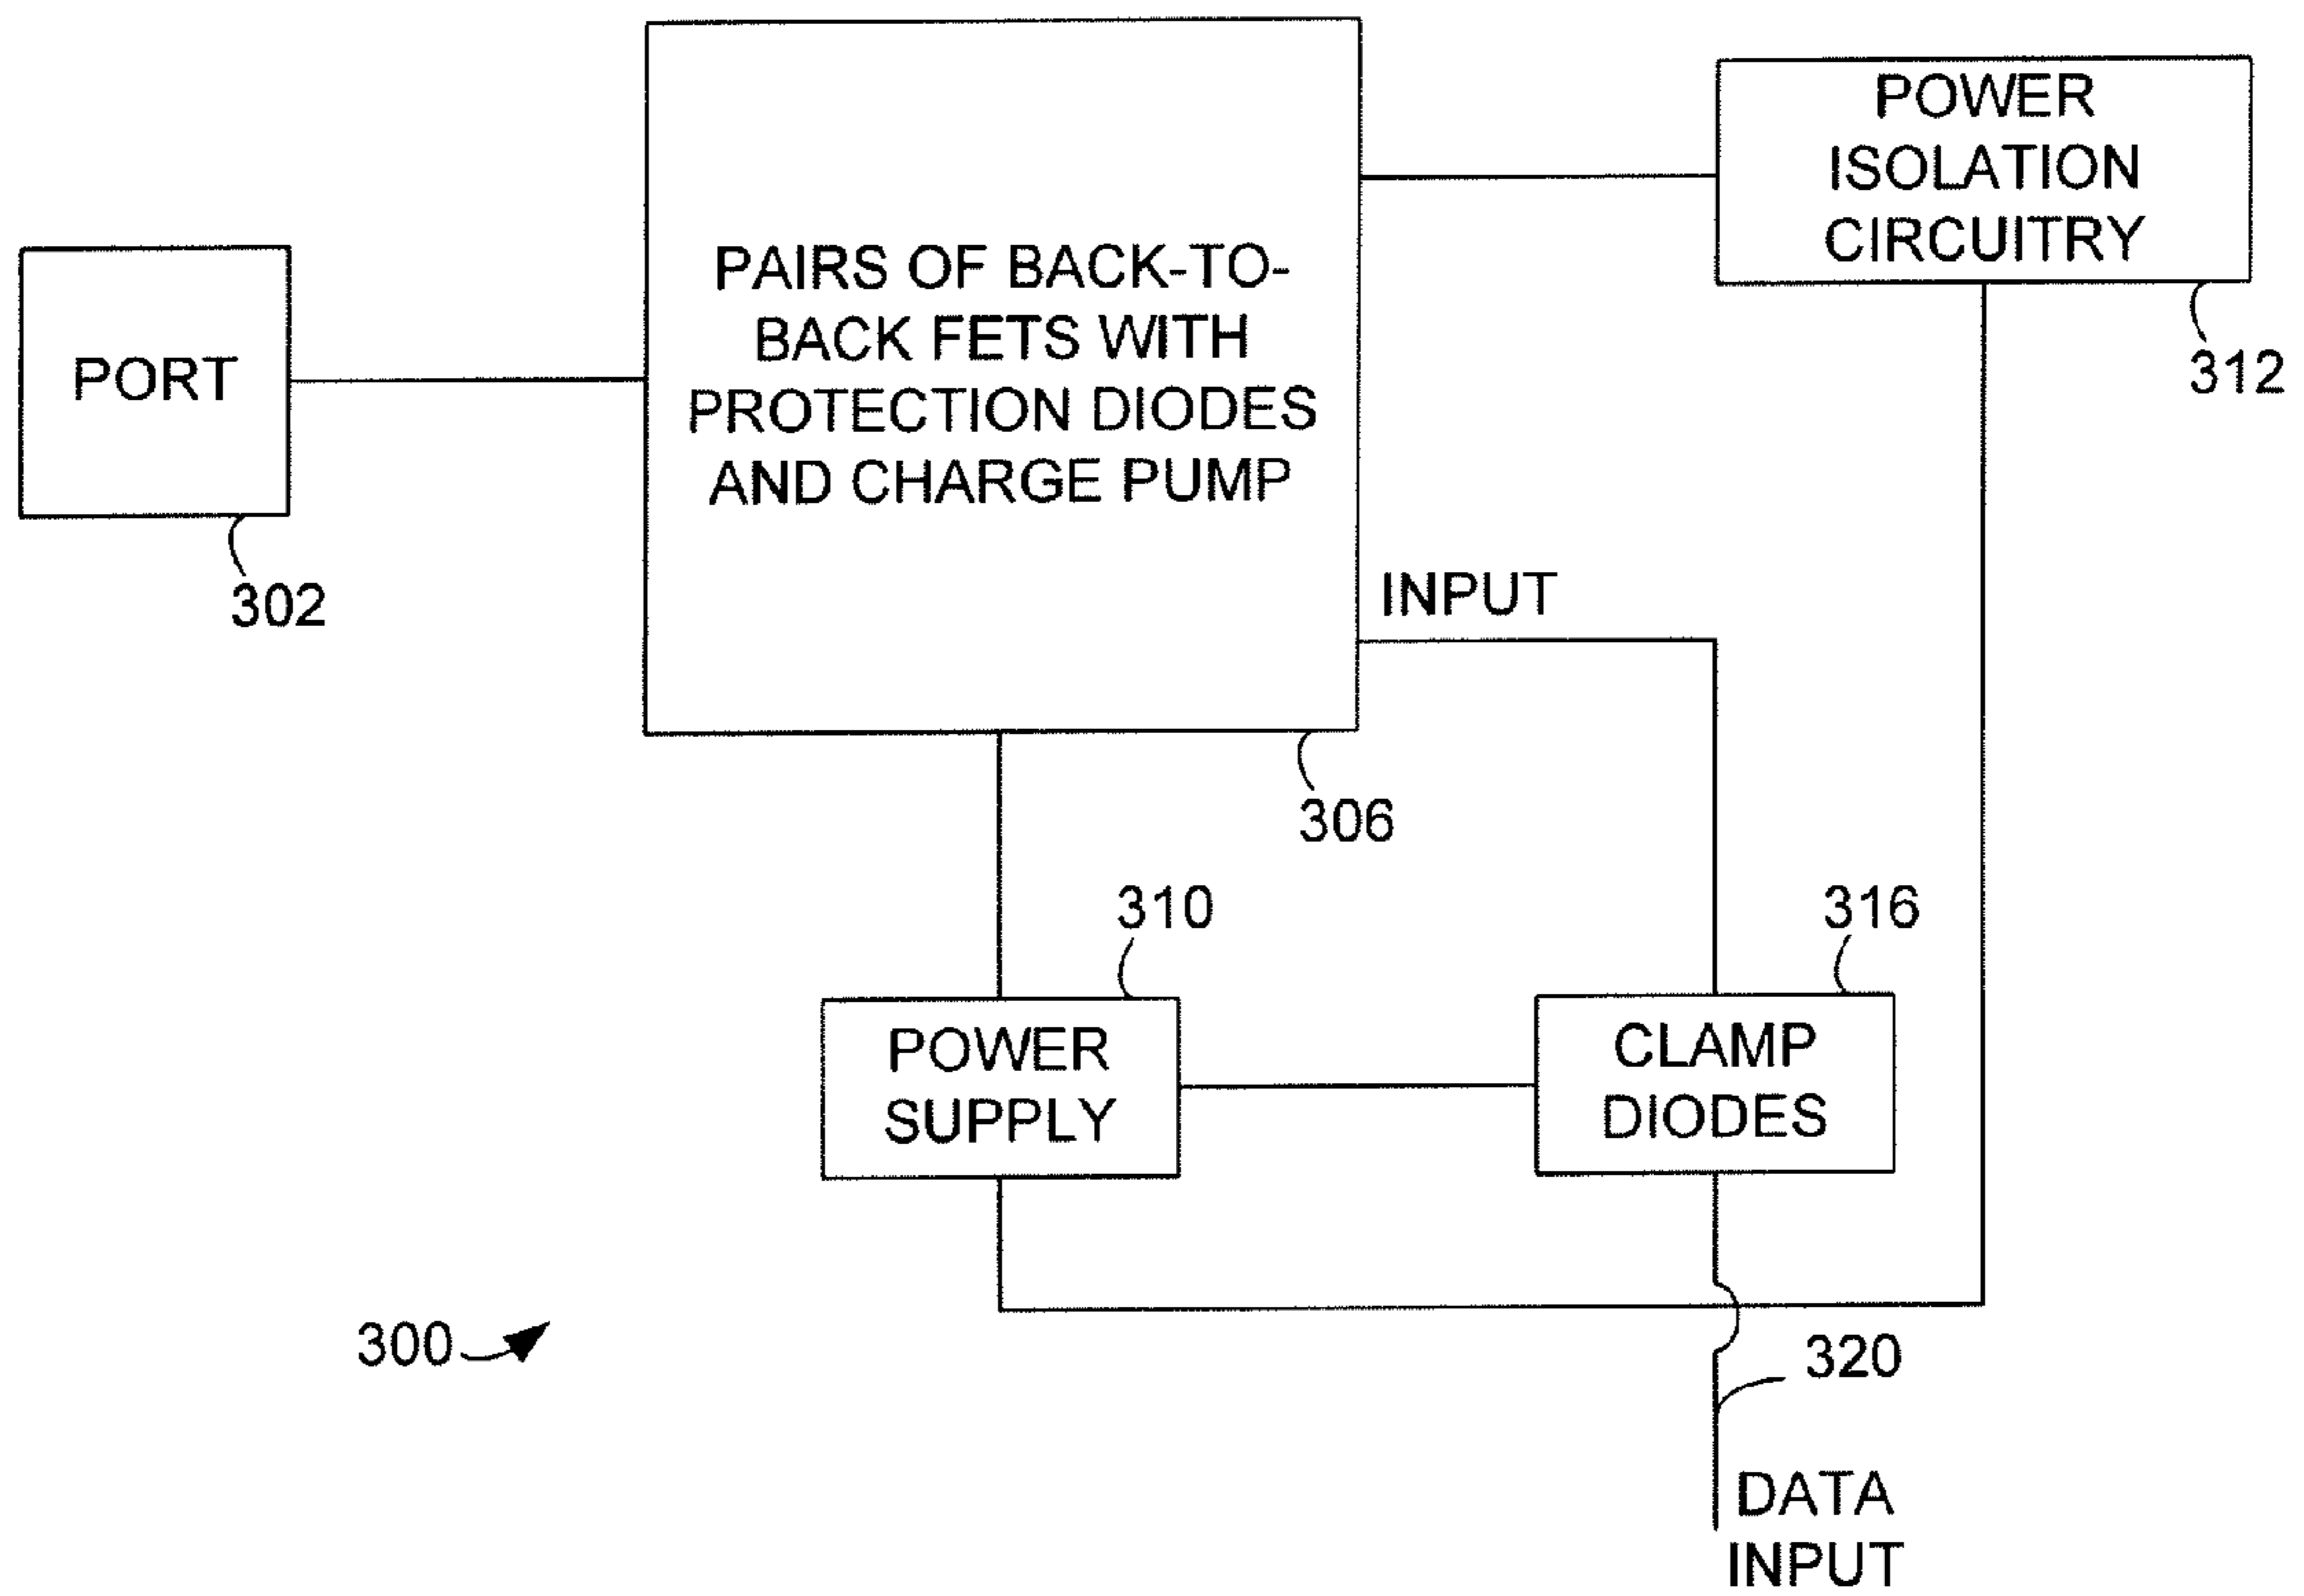 POWER
ISOLATION
CIRCUITRY
312
PORT
302
PAIRS OF BACK-TO-
BACK FETS WITH
PROTECTION DIODES
AND CHARGE PUMP
306
INPUT
310
POWER
SUPPLY
316
CLAMP
DIODES
300
320
DATA
INPUT